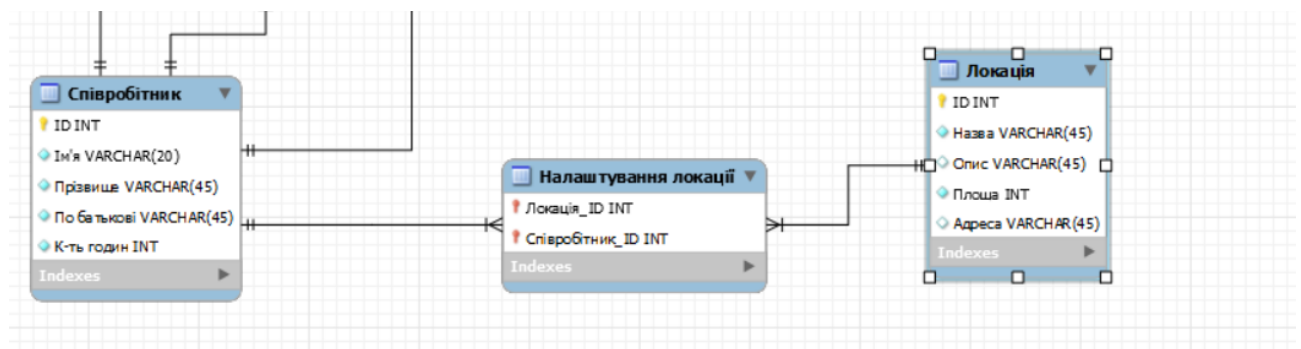 Співробітник
ID INT
Ім'я VARCHAR(20)
Прізвище VARCHAR(45)
По батькові VARCHAR(45)
К-ть годин INT
Indexes
Налаштування локації
Локація_ID INT
Співробітник_ID INT
Indexes
Локація
ID INT
Назва VARCHAR(45)
Опис VARCHAR(45)
Площа INT
Адреса VARCHAR(45)
Indexes